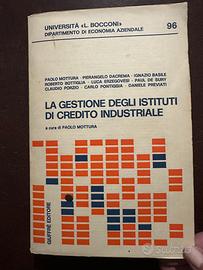 UNIVERSITÀ «L. BOCCONI»
DIPARTIMENTO DI ECONOMIA AZIENDALE
96
PAOLO MOTTURA - PIERANGELO DACREMA - IGNAZIO BASILE
ROBERTO BOTTIGLIA - LUCA ERZEGOVESI - PAUL DE SURY
CLAUDIO PORZIO - CARLO PONTIGGIA - DANIELE PREVIATI
LA GESTIONE DEGLI ISTITUTI
DI CREDITO INDUSTRIALE
a cura di PAOLO MOTTURA
GIUFFRÈ EDITORE
subito